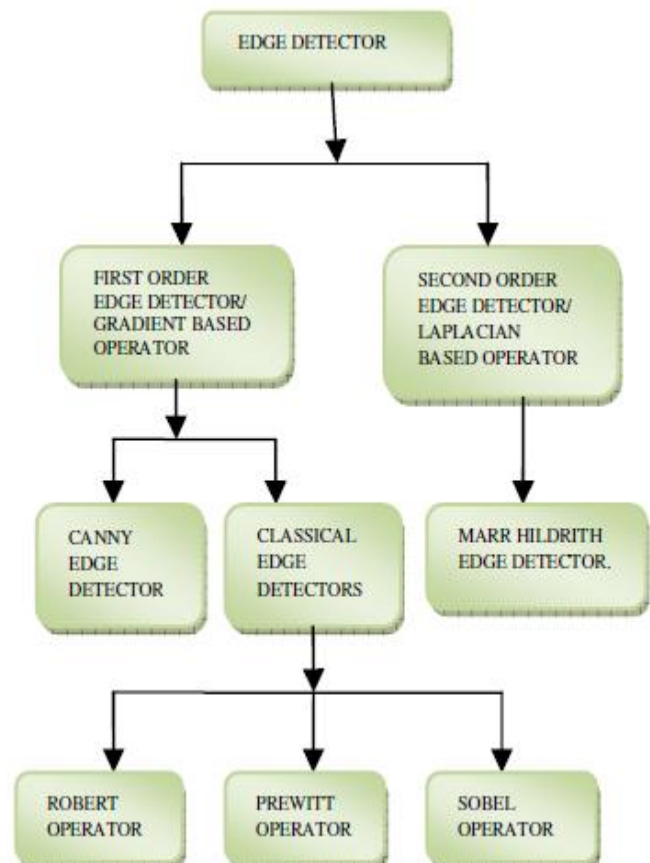 EDGE DETECTOR
FIRST ORDER
EDGE DETECTOR/
GRADIENT BASED
OPERATOR
SECOND ORDER
EDGE DETECTOR/
LAPLACIAN
BASED OPERATOR
CANNY
EDGE
DETECTOR
CLASSICAL
EDGE
DETECTORS
MARR HILDRITH
EDGE DETECTOR.
ROBERT
OPERATOR
PREWITT
OPERATOR
SOBEL
OPERATOR